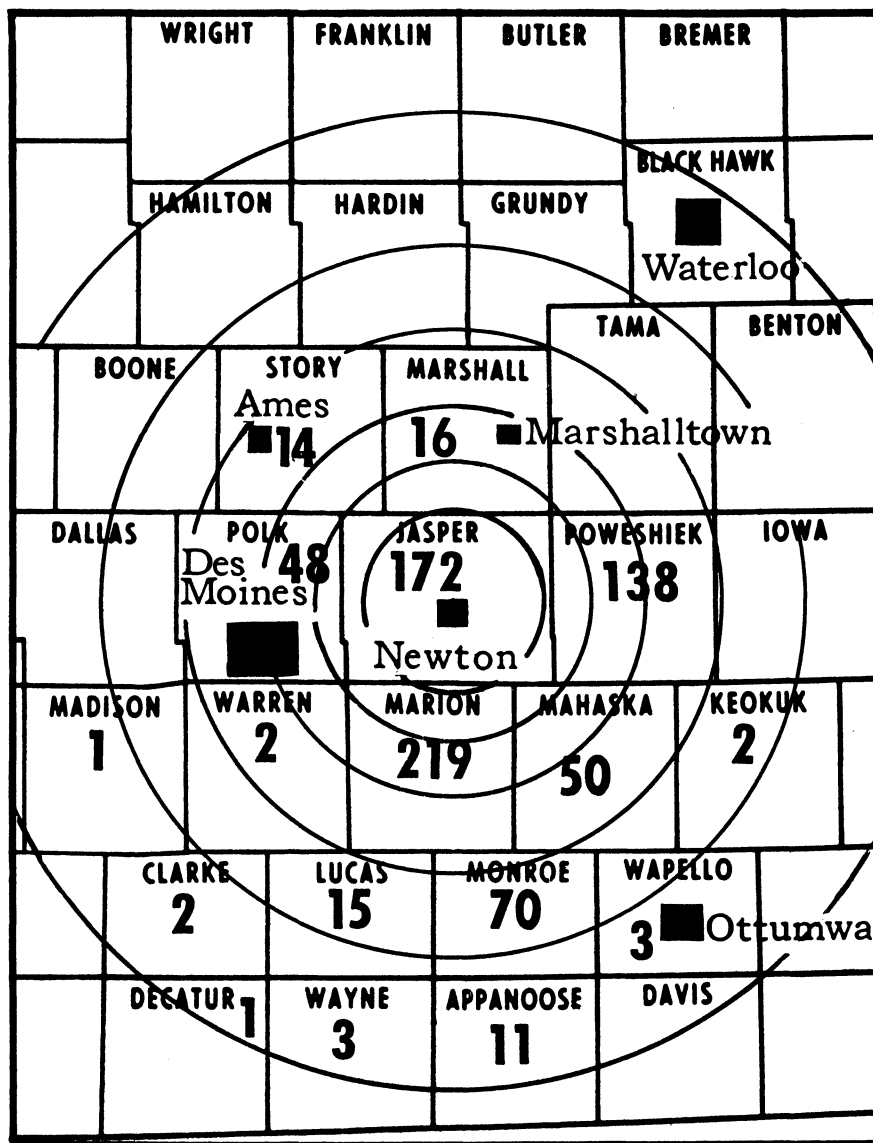 WRIGHT FRANKLIN BUTLER BREMER
BLACK HAWK
HAMILTON HARDIN GRUNDY
Waterloo
TAMA BENTON
BOONE STORY MARSHALL
Ames
14 16 Marshalltown
DALLAS POLK JASPER POWESHIEK IOWA
Des 48 172 138
Moines
Newton
MADISON WARREN MARION MAHASKA KEOKUK
1 2 219 50 2
CLARKE LUCAS MONROE WAPELLO
2 15 70 3 Ottumwa
DECATUR 1 WAYNE APPANOOSE DAVIS
3 11